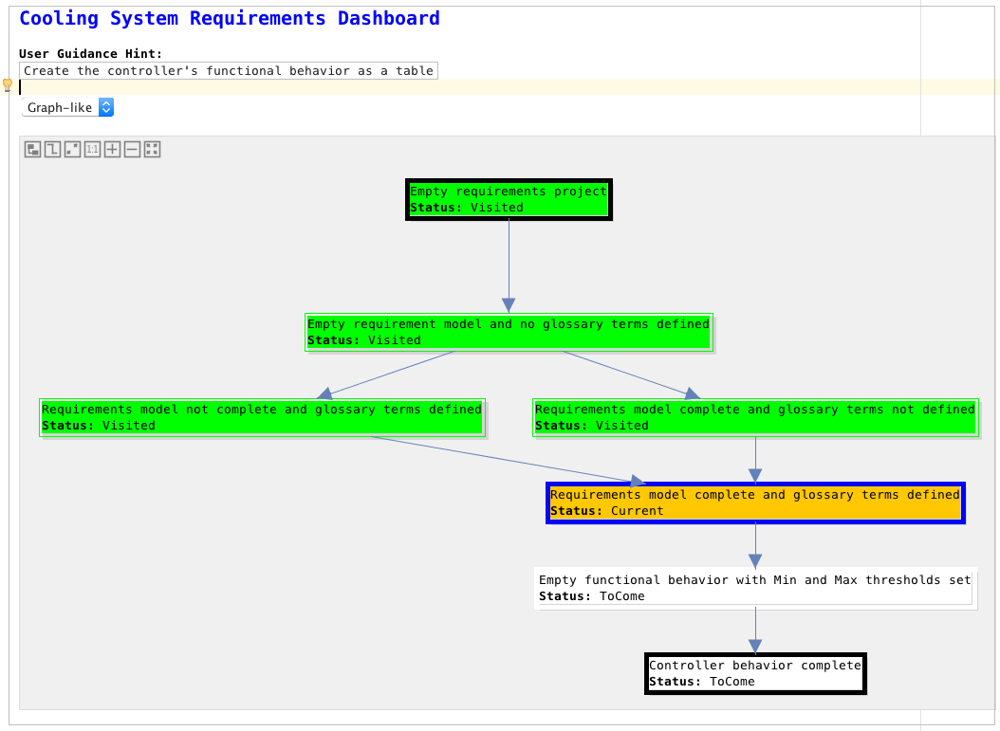 Cooling System Requirements Dashboard
User Guidance Hint:
Create the controller's functional behavior as a table
Graph-like
1:1
Empty requirements project
Status: Visited
Empty requirement model and no glossary terms defined
Status: Visited
Requirements model not complete and glossary terms defined
Status: Visited
Requirements model complete and glossary terms not defined
Status: Visited
Requirements model complete and glossary terms defined
Status: Current
Empty functional behavior with Min and Max thresholds set
Status: ToCome
Controller behavior complete
Status: ToCome